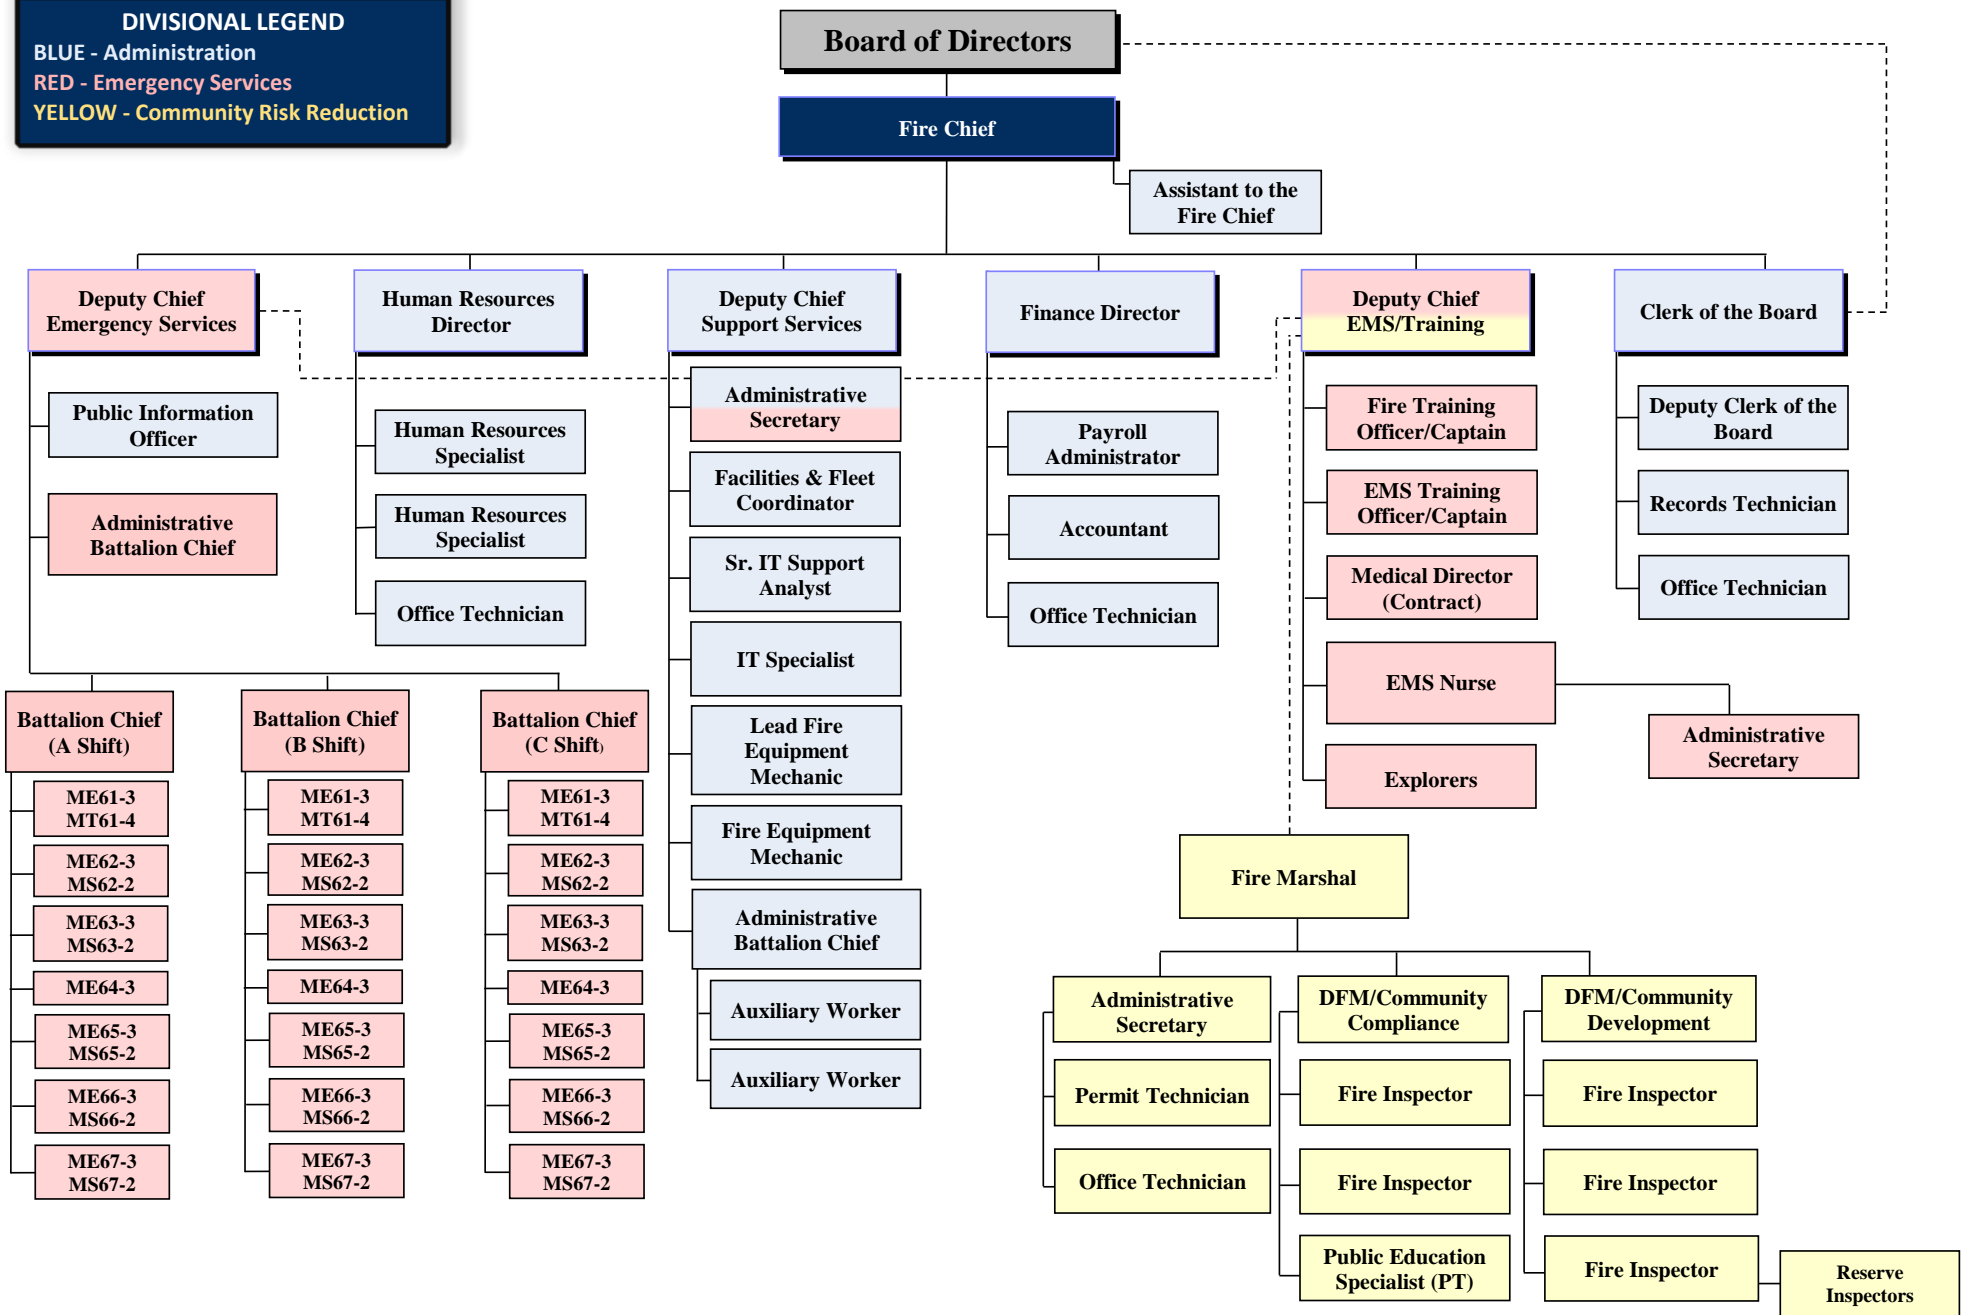 DIVISIONAL LEGEND
BLUE - Administration
RED - Emergency Services
YELLOW - Community Risk Reduction
Board of Directors
Fire Chief
Assistant to the
Fire Chief
Deputy Chief
Emergency Services
Human Resources
Director
Deputy Chief
Support Services
Finance Director
Deputy Chief
EMS/Training
Clerk of the Board
Public Information
Officer
Administrative
Battalion Chief
Human Resources
Specialist
Human Resources
Specialist
Office Technician
Administrative
Secretary
Facilities & Fleet
Coordinator
Sr. IT Support
Analyst
IT Specialist
Lead Fire
Equipment
Mechanic
Fire Equipment
Mechanic
Administrative
Battalion Chief
Auxiliary Worker
Auxiliary Worker
Payroll
Administrator
Accountant
Office Technician
Fire Training
Officer/Captain
EMS Training
Officer/Captain
Medical Director
(Contract)
EMS Nurse
Administrative
Secretary
Explorers
Deputy Clerk of the
Board
Records Technician
Office Technician
Battalion Chief
(A Shift)
ME61-3
MT61-4
ME62-3
MS62-2
ME63-3
MS63-2
ME64-3
ME65-3
MS65-2
ME66-3
MS66-2
ME67-3
MS67-2
Battalion Chief
(B Shift)
ME61-3
MT61-4
ME62-3
MS62-2
ME63-3
MS63-2
ME64-3
ME65-3
MS65-2
ME66-3
MS66-2
ME67-3
MS67-2
Battalion Chief
(C Shift)
ME61-3
MT61-4
ME62-3
MS62-2
ME63-3
MS63-2
ME64-3
ME65-3
MS65-2
ME66-3
MS66-2
ME67-3
MS67-2
Fire Marshal
Administrative
Secretary
Permit Technician
Office Technician
DFM/Community
Compliance
Fire Inspector
Fire Inspector
Public Education
Specialist (PT)
DFM/Community
Development
Fire Inspector
Fire Inspector
Fire Inspector
Reserve
Inspectors